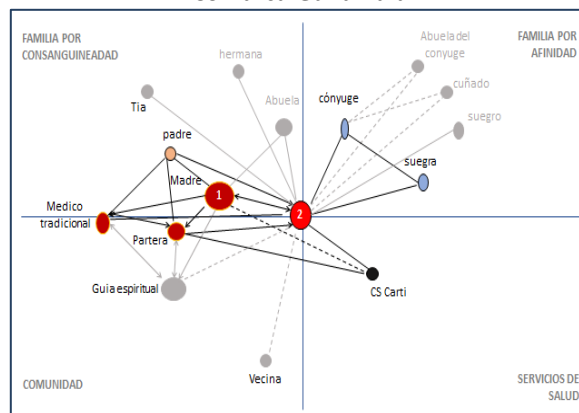 FAMILIA POR
CONSANGUINEADAD
FAMILIA POR
AFINIDAD
hermana
Abuela del
conyuge
Tia
Abuela
cónyuge
cuñado
suegro
padre
suegra
Madre
1
Medico
tradicional
2
Partera
Guia espiritual
CS Carti
Vecina
COMUNIDAD
SERVICIOS DE
SALUD